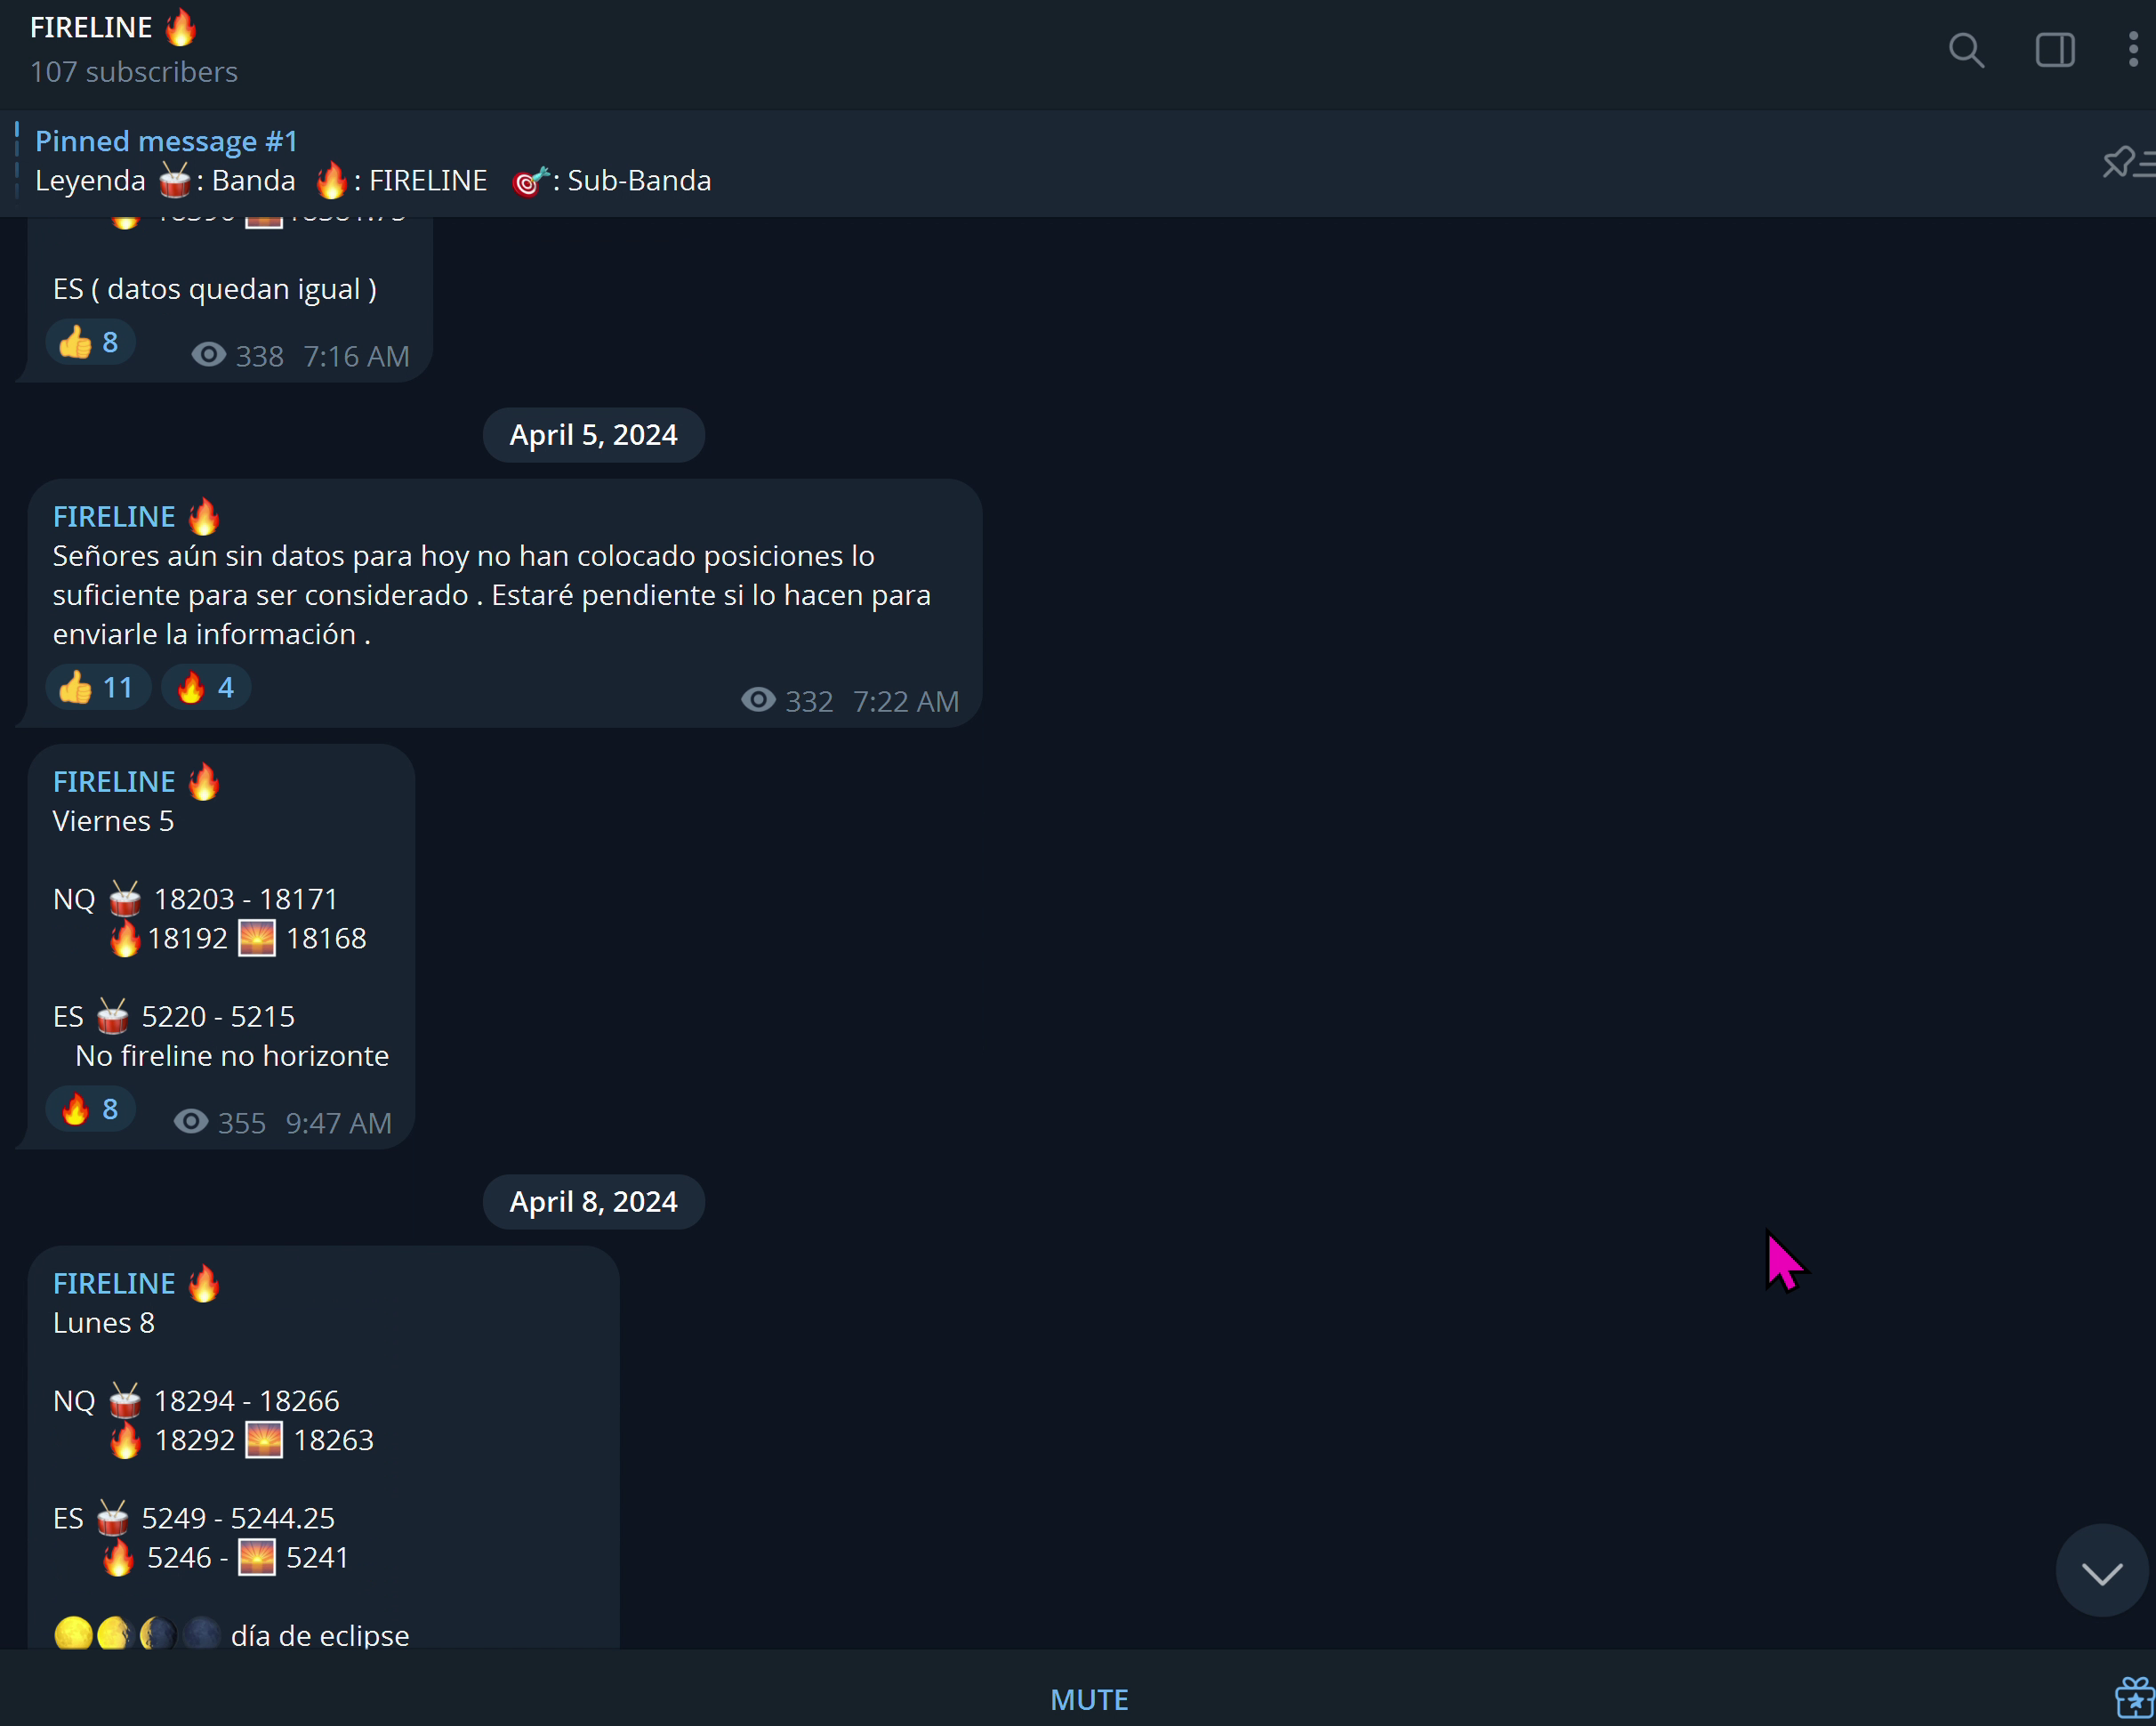 FIRELINE 🔥
107 subscribers
Pinned message #1
Leyenda 🥁: Banda 🔥: FIRELINE 🎯: Sub-Banda
ES ( datos quedan igual )
👍 8 338 7:16 AM
April 5, 2024
FIRELINE 🔥
Señores aún sin datos para hoy no han colocado posiciones lo
suficiente para ser considerado . Estaré pendiente si lo hacen para
enviarle la información .
👍 11 🔥 4 332 7:22 AM
FIRELINE 🔥
Viernes 5
NQ 🥁 18203 - 18171
🔥18192 🌅 18168
ES 🥁 5220 - 5215
No fireline no horizonte
🔥 8 355 9:47 AM
April 8, 2024
FIRELINE 🔥
Lunes 8
NQ 🥁 18294 - 18266
🔥 18292 🌅 18263
ES 🥁 5249 - 5244.25
🔥 5246 - 🌅 5241
🌕🌖🌘🌑 día de eclipse
MUTE